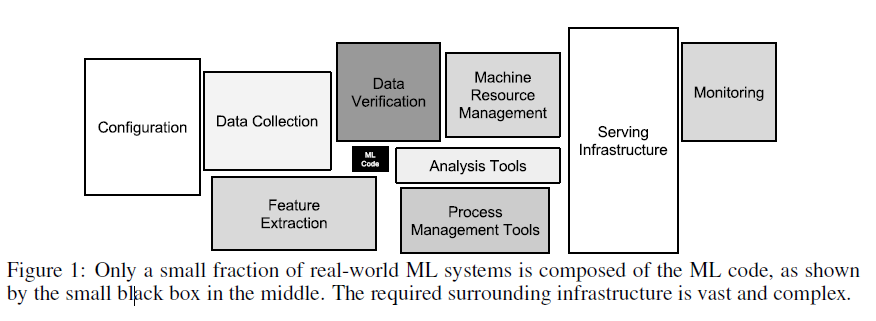 Configuration
Data Collection
Data
Verification
Machine
Resource
Management
Serving
Infrastructure
Monitoring
ML
Code
Analysis Tools
Feature
Extraction
Process
Management Tools
Figure 1: Only a small fraction of real-world ML systems is composed of the ML code, as shown
by the small black box in the middle. The required surrounding infrastructure is vast and complex.